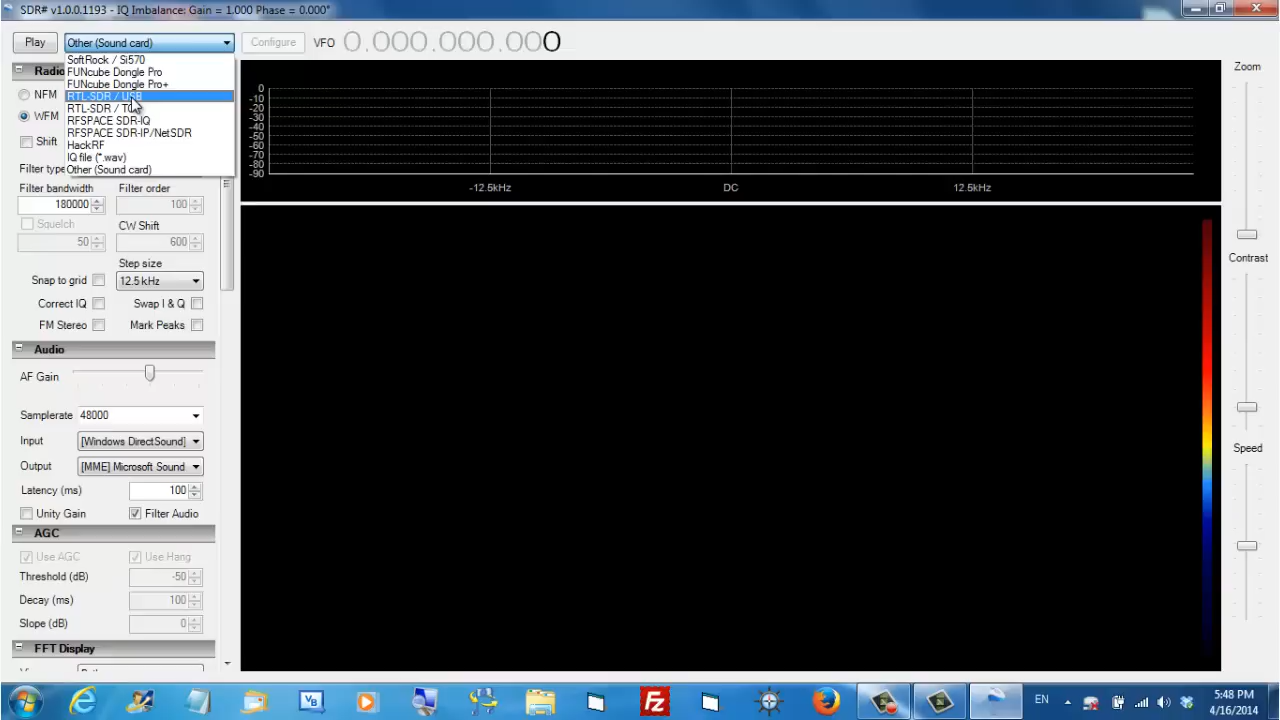 SDR# v1.0.0.1193 - IQ Imbalance: Gain = 1.000 Phase = 0.000°
Play
Other (Sound card)
Configure
VFO
0.000.000.000
SoftRock / Si570
FUNcube Dongle Pro
FUNcube Dongle Pro+
RTL-SDR / USB
RTL-SDR /
RFSPACE SDR-IQ
RFSPACE SDR-IP/NetSDR
HackRF
IQ file (*.wav)
Other (Sound card)
NFM
WFM
Shift
Filter type
Filter bandwidth
Filter order
180000
100
Squelch
CW Shift
50
600
Step size
Snap to grid
12.5 kHz
Correct IQ
Swap I & Q
FM Stereo
Mark Peaks
Audio
AF Gain
Samplerate
48000
Input
[Windows DirectSound]
Output
[MME] Microsoft Sound
Latency (ms)
100
Unity Gain
Filter Audio
AGC
Use AGC
Use Hang
Threshold (dB)
-50
Decay (ms)
100
Slope (dB)
0
FFT Display
0
-10
-20
-30
-40
-50
-60
-70
-80
-90
-12.5kHz
DC
12.5kHz
Zoom
Contrast
Speed
VB
FZ
EN
5:48 PM
4/16/2014